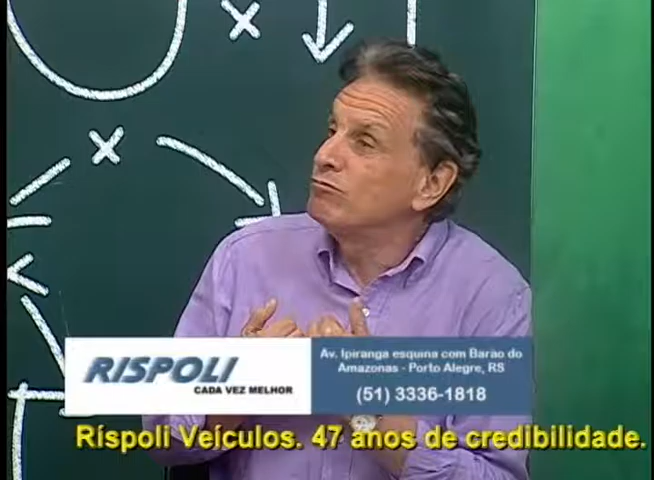 RISPOLI
CADA VEZ MELHOR
Av. Ipiranga esquina com Barão do
Amazonas - Porto Alegre, RS
(51) 3336-1818
Ríspoli Veículos. 47 anos de credibilidade.